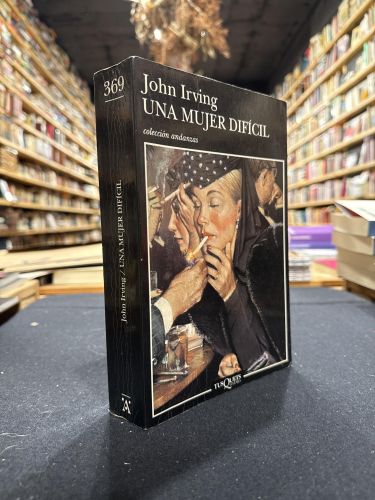 369
John Irving / UNA MUJER DIFÍCIL
A
John Irving
UNA MUJER DIFÍCIL
colección andanzas
TUSQUETS